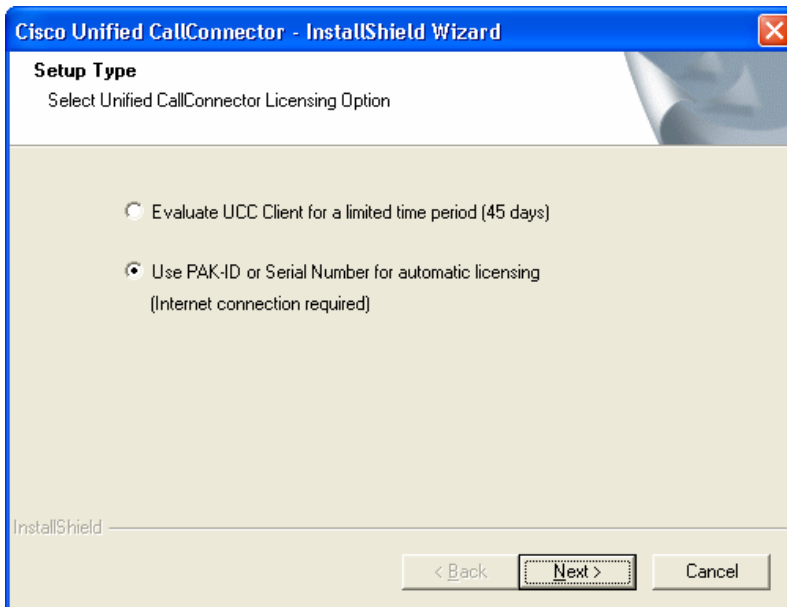 Cisco Unified CallConnector - InstallShield Wizard
Setup Type
Select Unified CallConnector Licensing Option
Evaluate UCC Client for a limited time period (45 days)
Use PAK-ID or Serial Number for automatic licensing
(Internet connection required)
InstallShield
< Back
Next >
Cancel